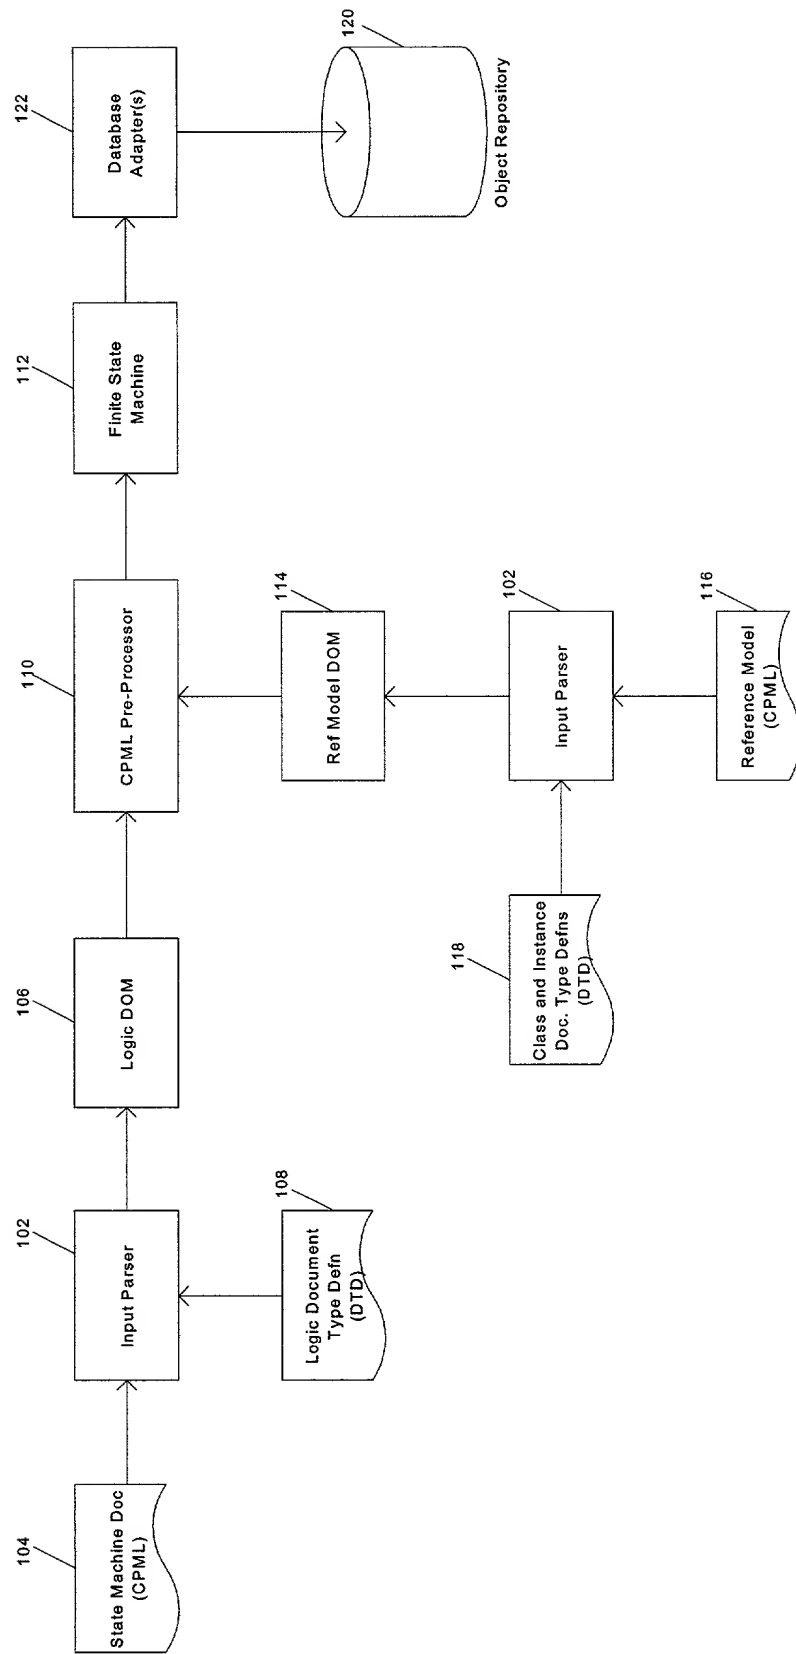 104
State Machine Doc
(CPML)
102
Input Parser
108
Logic Document
Type Defn
(DTD)
106
Logic DOM
110
CPML Pre-Processor
112
Finite State
Machine
122
Database
Adapter(s)
120
Object Repository
114
Ref Model DOM
102
Input Parser
118
Class and Instance
Doc. Type Defns
(DTD)
116
Reference Model
(CPML)